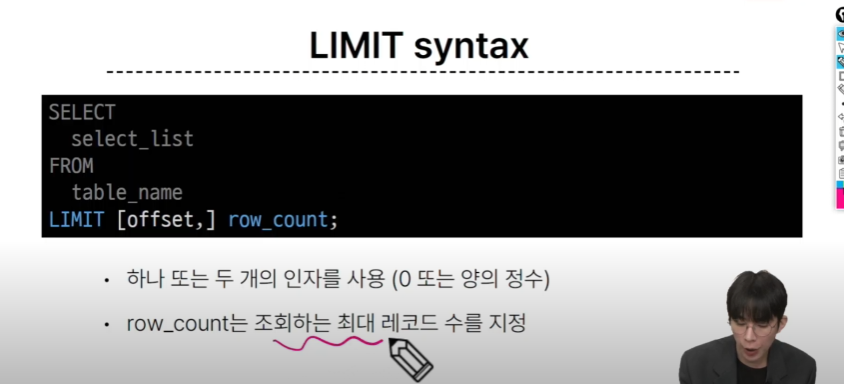 LIMIT syntax
SELECT
select_list
FROM
table_name
LIMIT [offset,] row_count;
• 하나 또는 두 개의 인자를 사용 (0 또는 양의 정수)
• row_count는 조회하는 최대 레코드 수를 지정